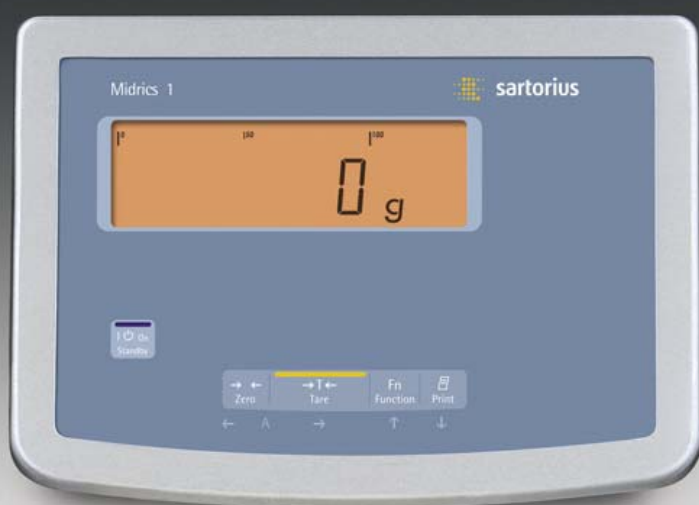 Midrics 1
sartorius
0 50 100
0 g
I On
Standby
Zero Tare Fn Function Print
A